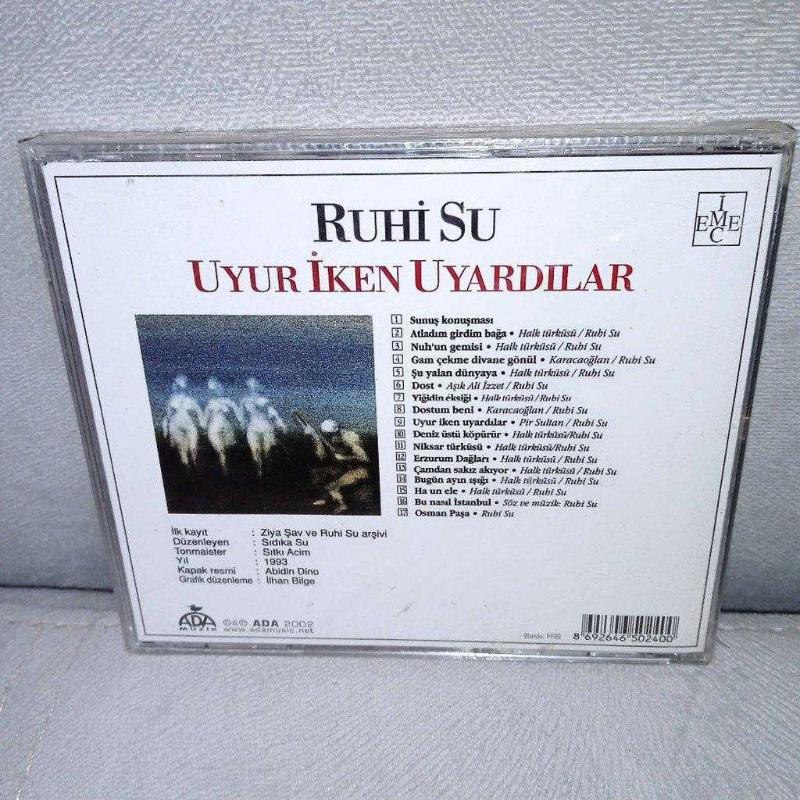 RUHİ SU
UYUR İKEN UYARDILAR
İ
EMEC
C
1 Sunuş konuşması
2 Atladım girdim bağa • Halk türküsü / Ruhi Su
3 Nuh'un gemisi • Halk türküsü / Ruhi Su
4 Gam çekme divane gönül • Karacaoğlan / Ruhi Su
5 Şu yalan dünyaya • Halk türküsü / Ruhi Su
6 Dost • Aşık Ali İzzet / Ruhi Su
7 Yiğidin eksiği • Halk türküsü / Ruhi Su
8 Dostum beni • Karacaoğlan / Ruhi Su
9 Uyur iken uyardılar • Pir Sultan / Ruhi Su
10 Deniz üstü köpürür • Halk türküsü/Ruhi Su
11 Niksar türküsü • Halk türküsü / Ruhi Su
12 Erzurum Dağları • Halk türküsü / Ruhi Su
13 Çamdan sakız akıyor • Halk türküsü / Ruhi Su
14 Bugün ayın ışığı • Halk türküsü / Ruhi Su
15 Ha un ele • Halk türküsü / Ruhi Su
16 Bu nasıl İstanbul • Söz ve müzik: Ruhi Su
17 Osman Paşa • Ruhi Su
İlk kayıt : Ziya Şav ve Ruhi Su arşivi
Düzenleyen : Sıdıka Su
Tonmaister : Sıtkı Acim
Yıl : 1993
Kapak resmi : Abidin Dino
Grafik düzenleme : İlhan Bilge
ADA
MÜZİK
©℗ ADA 2002
www.adamusic.net
Baskı: FRS
8 692646 502400